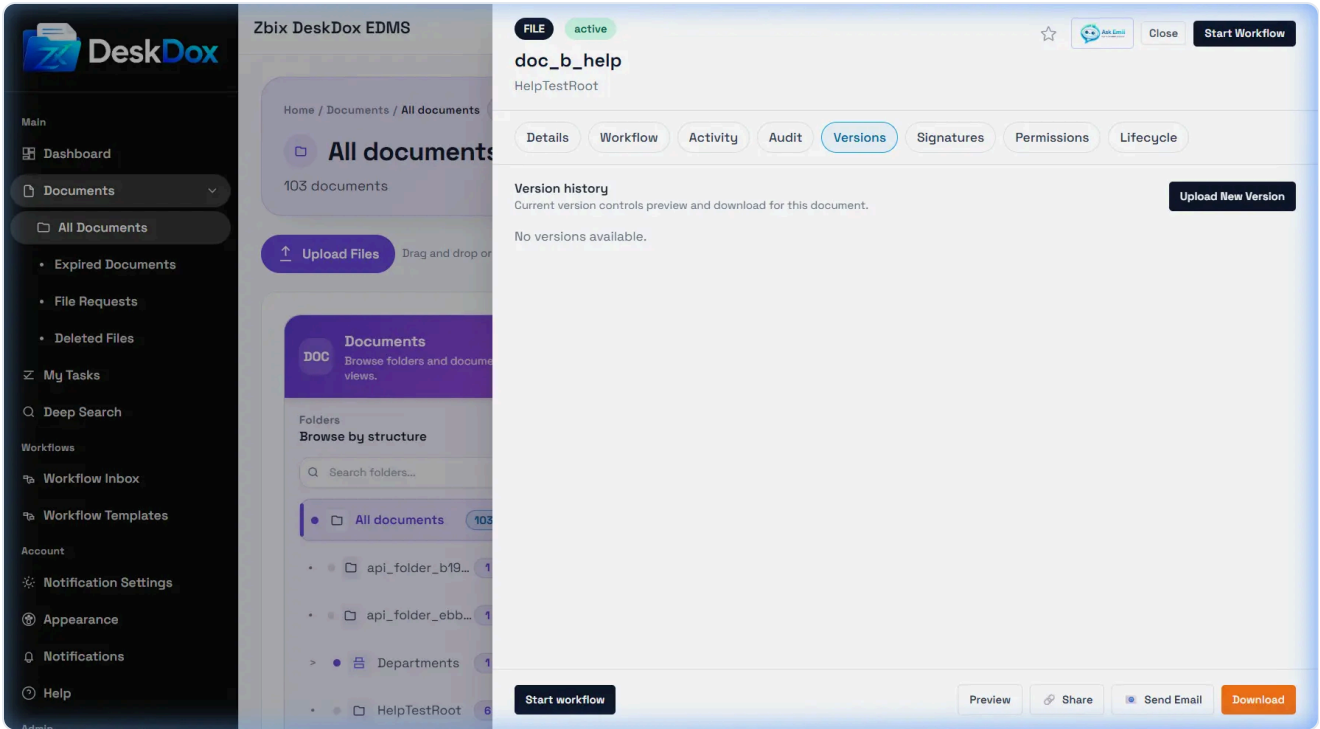 DeskDox
Main
Dashboard
Documents
All Documents
Expired Documents
File Requests
Deleted Files
My Tasks
Deep Search
Workflows
Workflow Inbox
Workflow Templates
Account
Notification Settings
Appearance
Notifications
Help
Admin
Zbix DeskDox EDMS
Home / Documents / All documents
All documents
103 documents
Upload Files
Drag and drop or
DOC
Documents
Browse folders and docume
views.
Folders
Browse by structure
Search folders...
All documents 103
api_folder_b19... 1
api_folder_ebb... 1
Departments 1
HelpTestRoot 6
FILE active
Ask Emil
Close
Start Workflow
doc_b_help
HelpTestRoot
Details
Workflow
Activity
Audit
Versions
Signatures
Permissions
Lifecycle
Version history
Current version controls preview and download for this document.
Upload New Version
No versions available.
Start workflow
Preview
Share
Send Email
Download